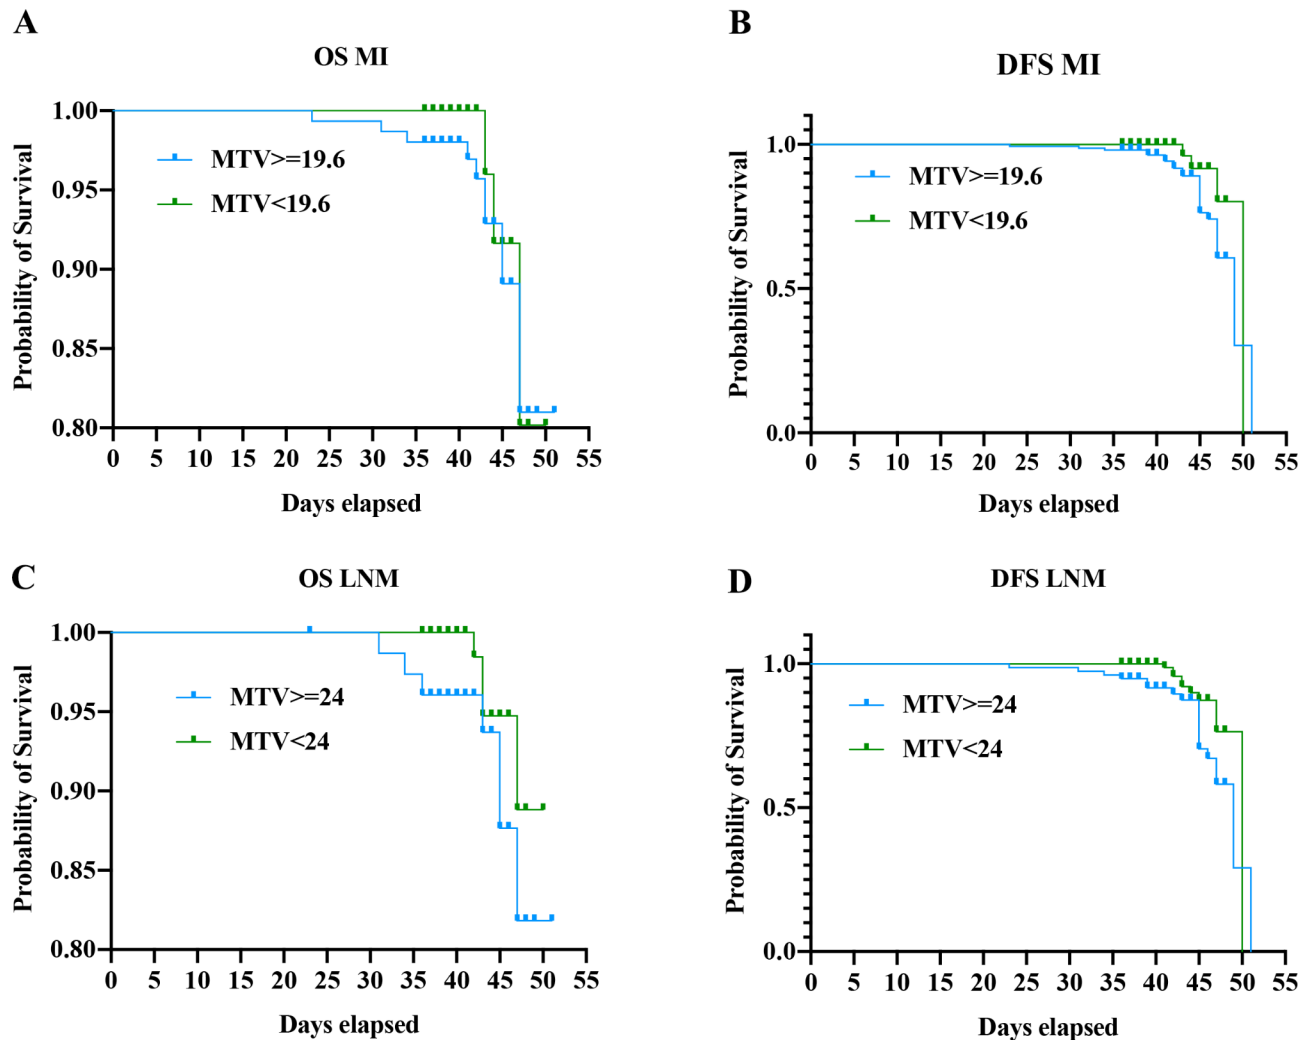 A
OS MI
Probability of Survival
1.00
0.95
0.90
0.85
0.80
MTV>=19.6
MTV<19.6
0 5 10 15 20 25 30 35 40 45 50 55
Days elapsed
B
DFS MI
Probability of Survival
1.0
0.5
0.0
MTV>=19.6
MTV<19.6
0 5 10 15 20 25 30 35 40 45 50 55
Days elapsed
C
OS LNM
Probability of Survival
1.00
0.95
0.90
0.85
0.80
MTV>=24
MTV<24
0 5 10 15 20 25 30 35 40 45 50 55
Days elapsed
D
DFS LNM
Probability of Survival
1.0
0.5
0.0
MTV>=24
MTV<24
0 5 10 15 20 25 30 35 40 45 50 55
Days elapsed